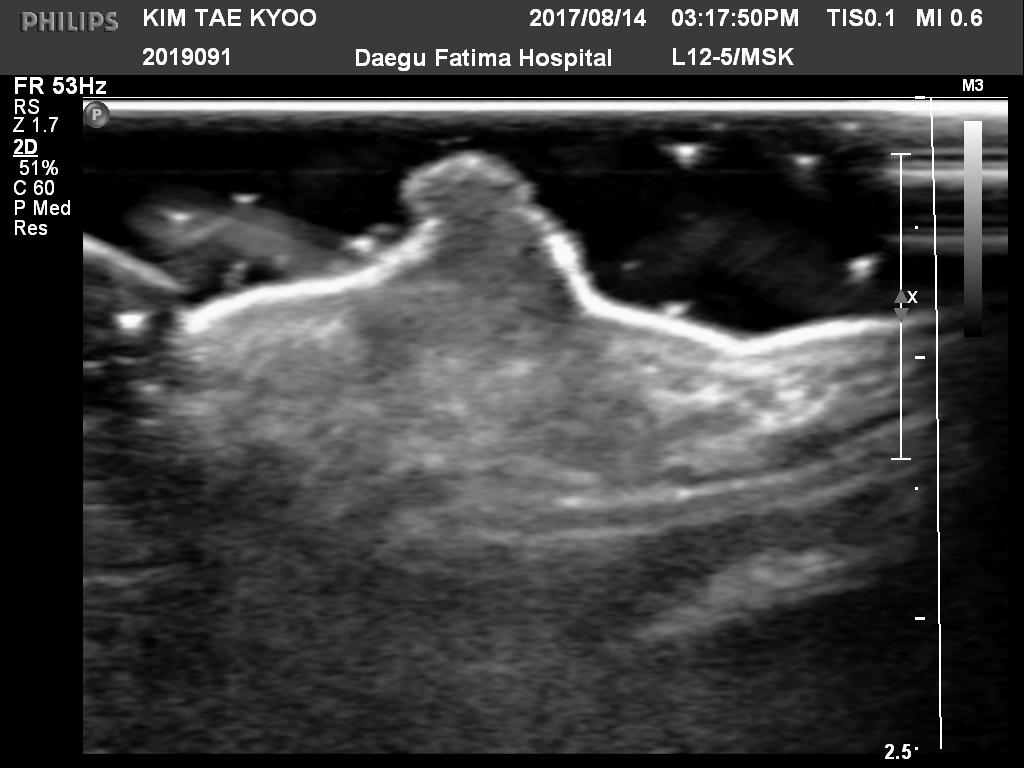 PHILIPS KIM TAE KYOO 2017/08/14 03:17:50PM TIS0.1 MI 0.6
2019091 Daegu Fatima Hospital L12-5/MSK
FR 53Hz
M3
RS
P
Z 1.7
2D
51%
C 60
P Med
Res
X
2.5